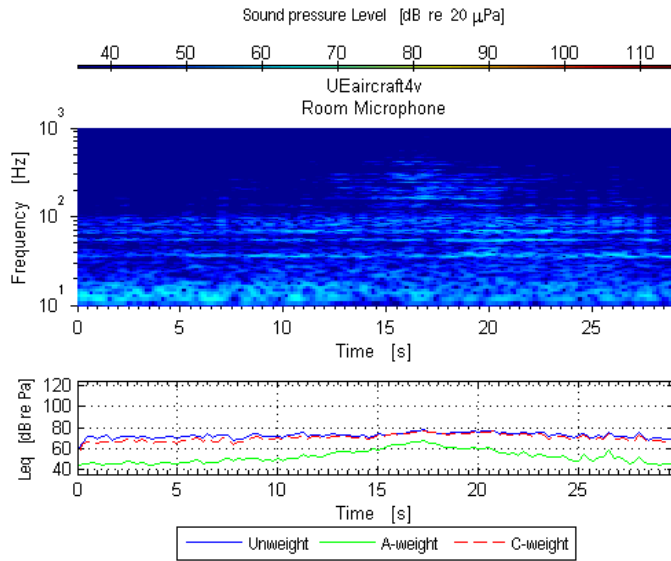 Sound pressure Level [dB re 20 μPa]
40 50 60 70 80 90 100 110
UEaircraft4v
Room Microphone
10^3
10^2
10^1
Frequency [Hz]
0 5 10 15 20 25
Time [s]
120
100
80
60
40
Leq [dB re Pa]
0 5 10 15 20 25
Time [s]
Unweight A-weight C-weight